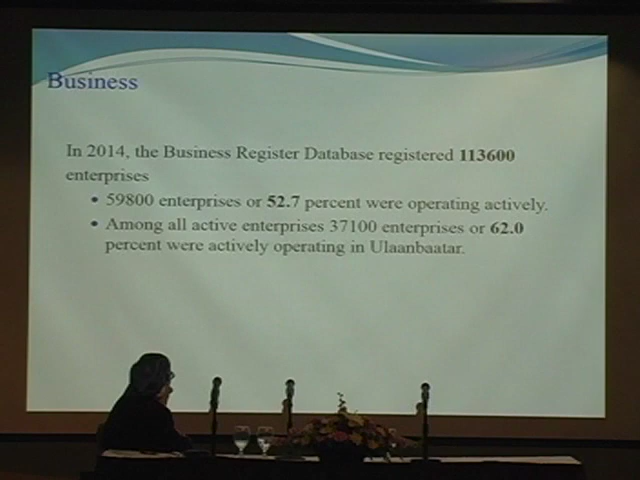 Business
In 2014, the Business Register Database registered 113600
enterprises
• 59800 enterprises or 52.7 percent were operating actively.
• Among all active enterprises 37100 enterprises or 62.0
percent were actively operating in Ulaanbaatar.